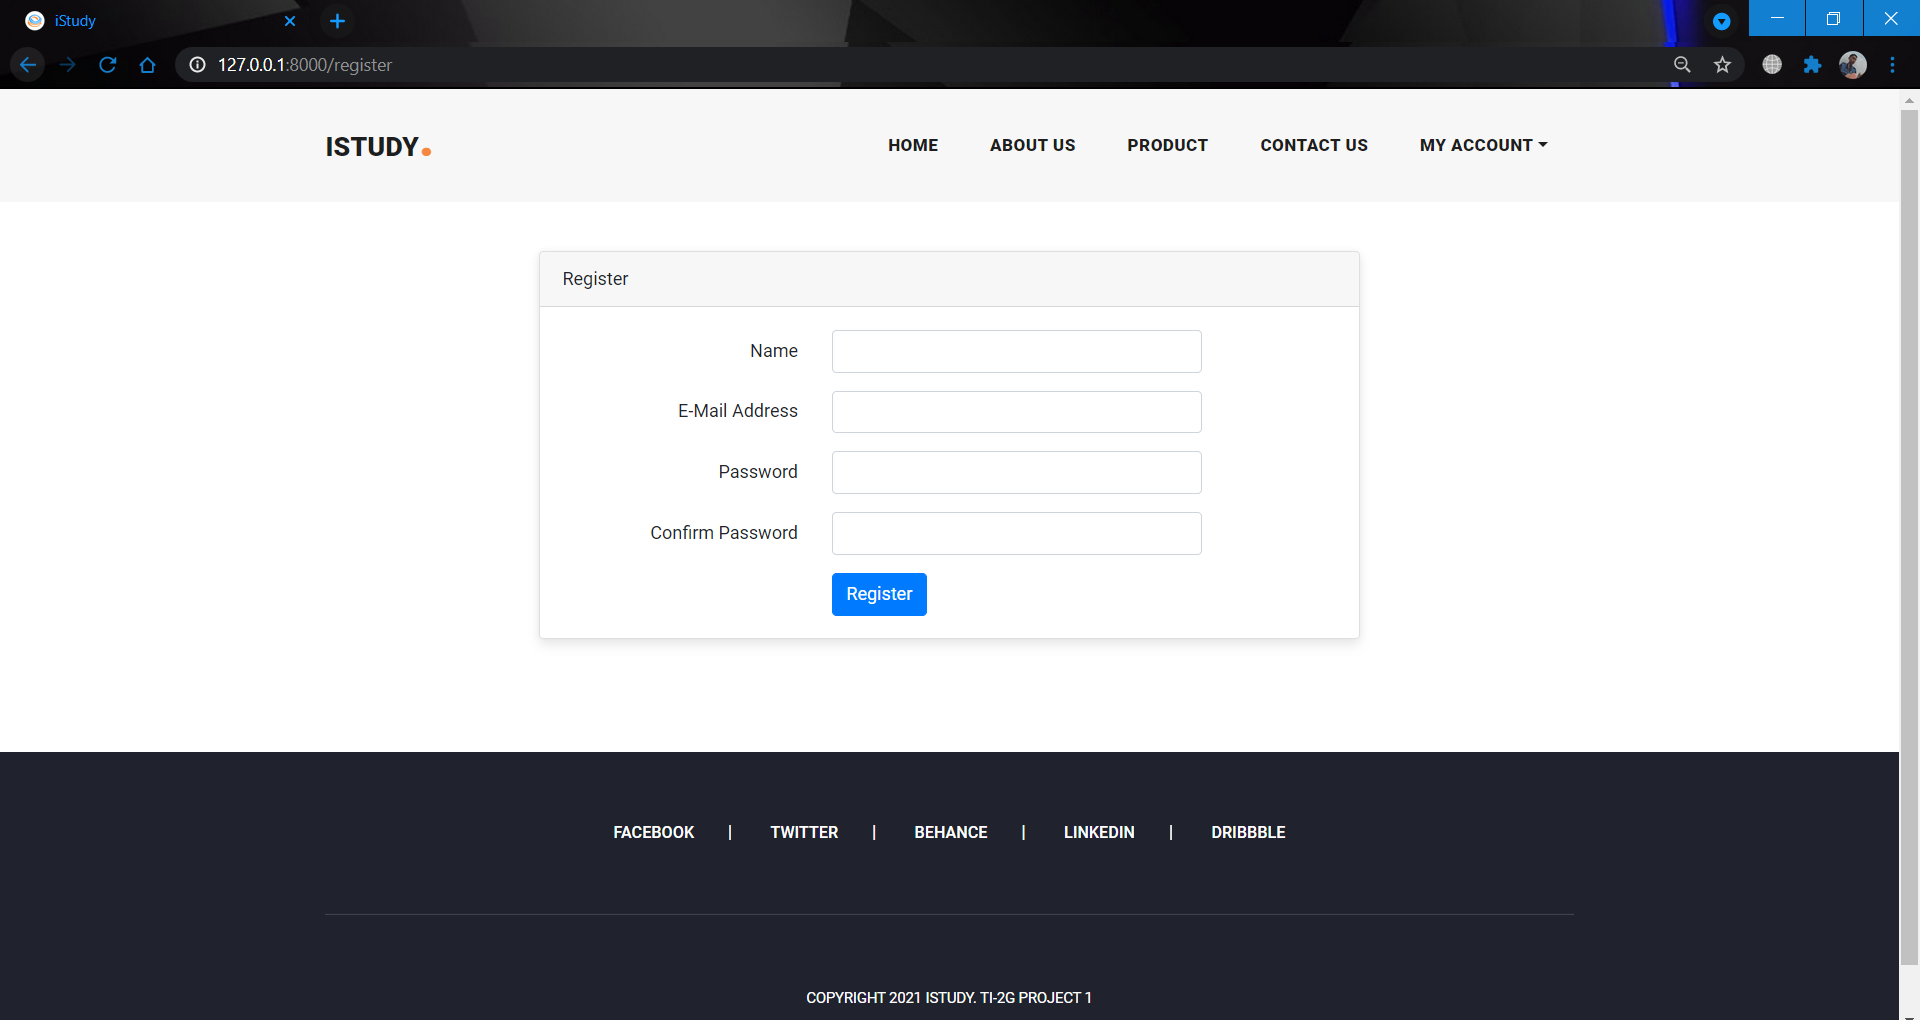 iStudy
127.0.0.1:8000/register
ISTUDY.
HOME ABOUT US PRODUCT CONTACT US MY ACCOUNT
Register
Name
E-Mail Address
Password
Confirm Password
Register
FACEBOOK | TWITTER | BEHANCE | LINKEDIN | DRIBBBLE
COPYRIGHT 2021 ISTUDY. TI-2G PROJECT 1